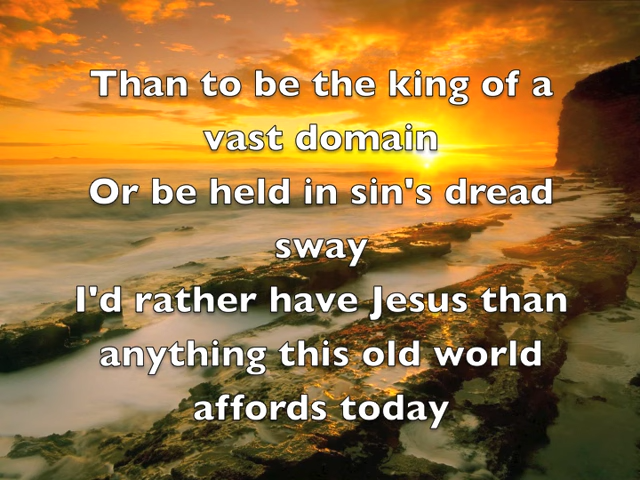 Than to be the king of a
vast domain
Or be held in sin's dread
sway
I'd rather have Jesus than
anything this old world
affords today